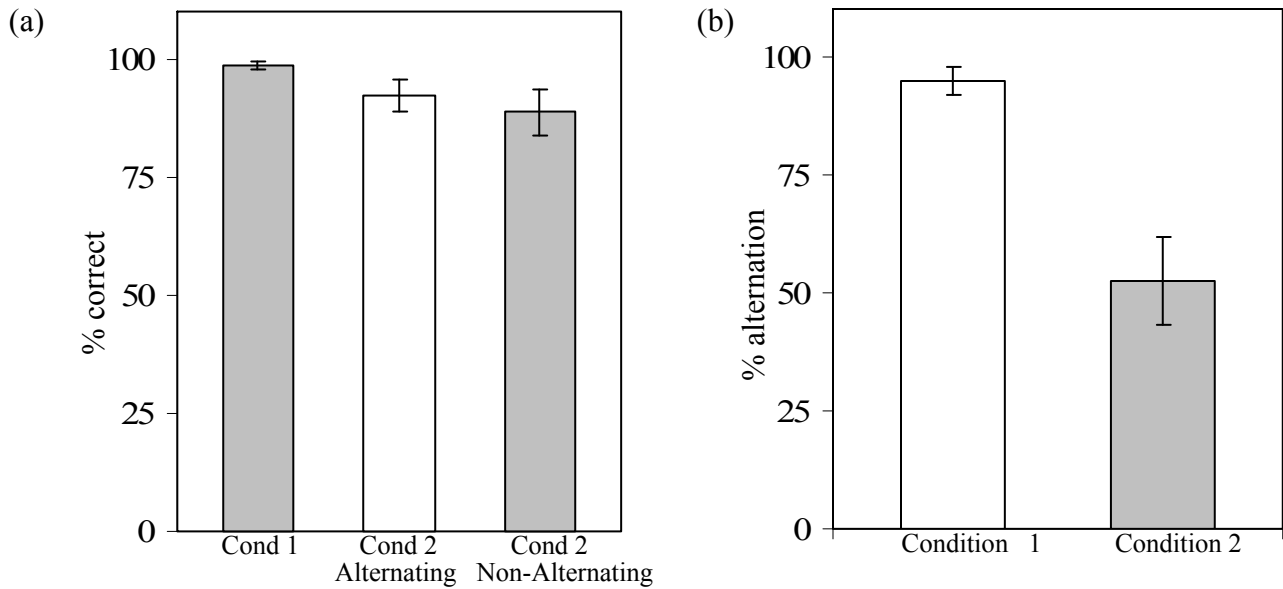 (a)
% correct
100
75
50
25
0
Cond 1
Cond 2
Alternating
Cond 2
Non-Alternating
(b)
% alternation
100
75
50
25
0
Condition 1
Condition 2